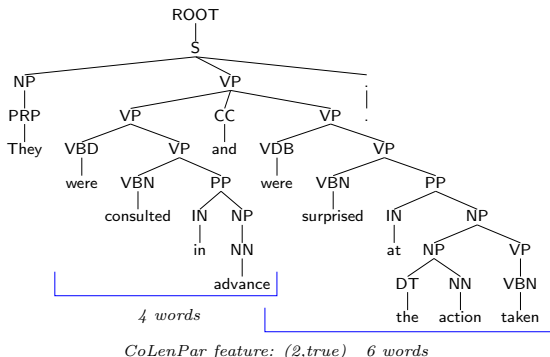 ROOT
S
NP VP .
PRP VP CC VP .
They VBD VP and VDB VP
were VBN PP were VBN PP
consulted IN NP surprised IN NP
in NN at NP VP
advance DT NN VBN
4 words the action taken
CoLenPar feature: (2,true) 6 words